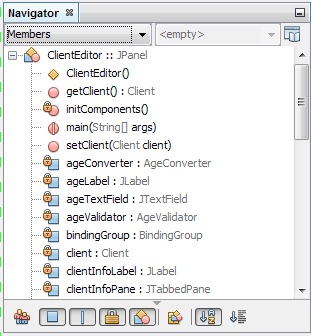 Navigator
Members
<empty>
ClientEditor :: JPanel
ClientEditor()
getClient() : Client
initComponents()
main(String[] args)
setClient(Client client)
ageConverter : AgeConverter
ageLabel : JLabel
ageTextField : JTextField
ageValidator : AgeValidator
bindingGroup : BindingGroup
client : Client
clientInfoLabel : JLabel
clientInfoPane : JTabbedPane